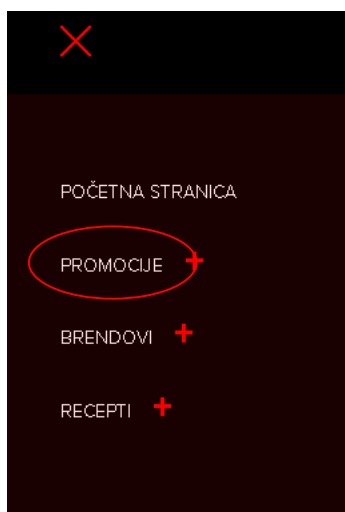 POČETNA STRANICA
PROMOCIJE +
BRENDOVI +
RECEPTI +